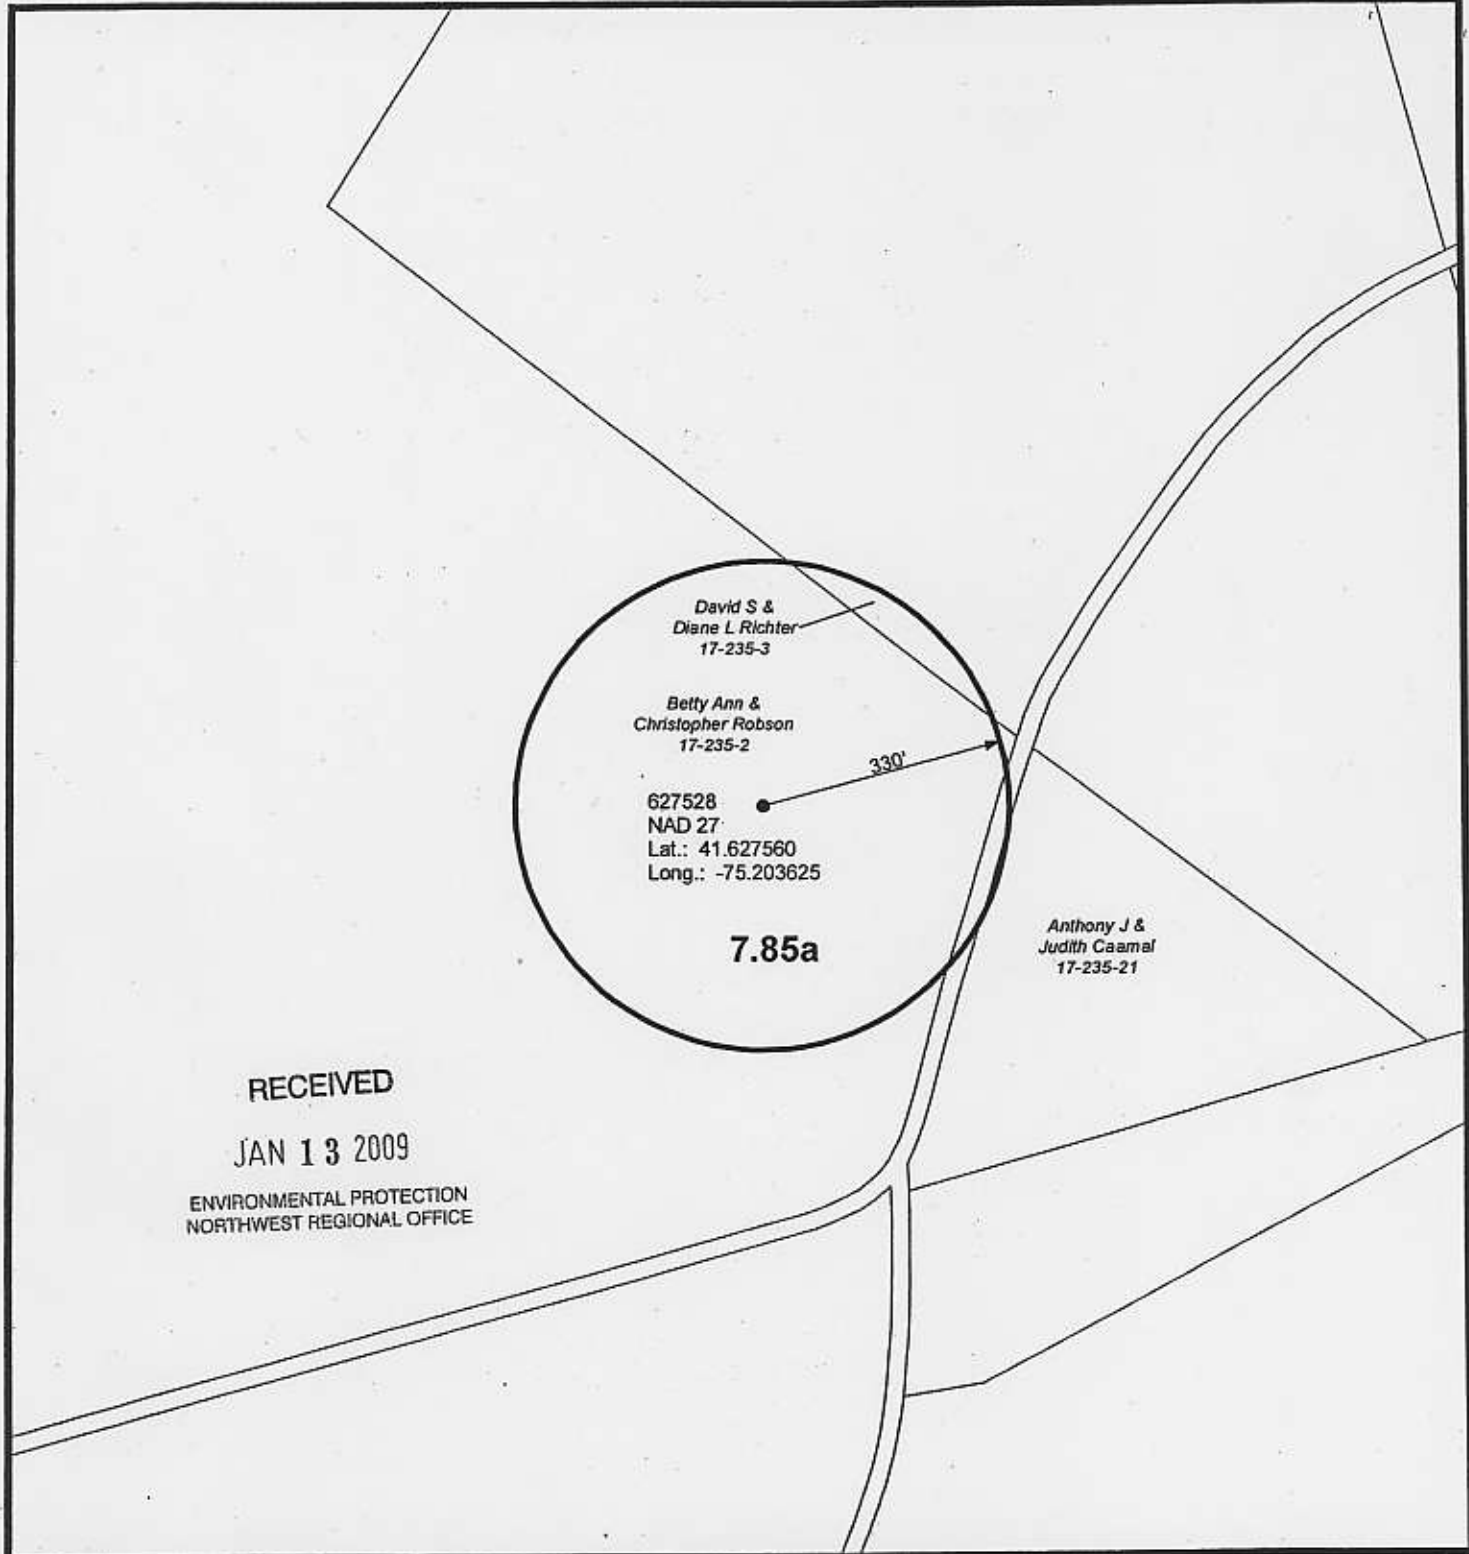 David S &
Diane L Richter
17-235-3
Betty Ann &
Christopher Robson
17-235-2
330'
627528
NAD 27
Lat.: 41.627560
Long.: -75.203625
7.85a
Anthony J &
Judith Caamal
17-235-21
RECEIVED
JAN 13 2009
ENVIRONMENTAL PROTECTION
NORTHWEST REGIONAL OFFICE